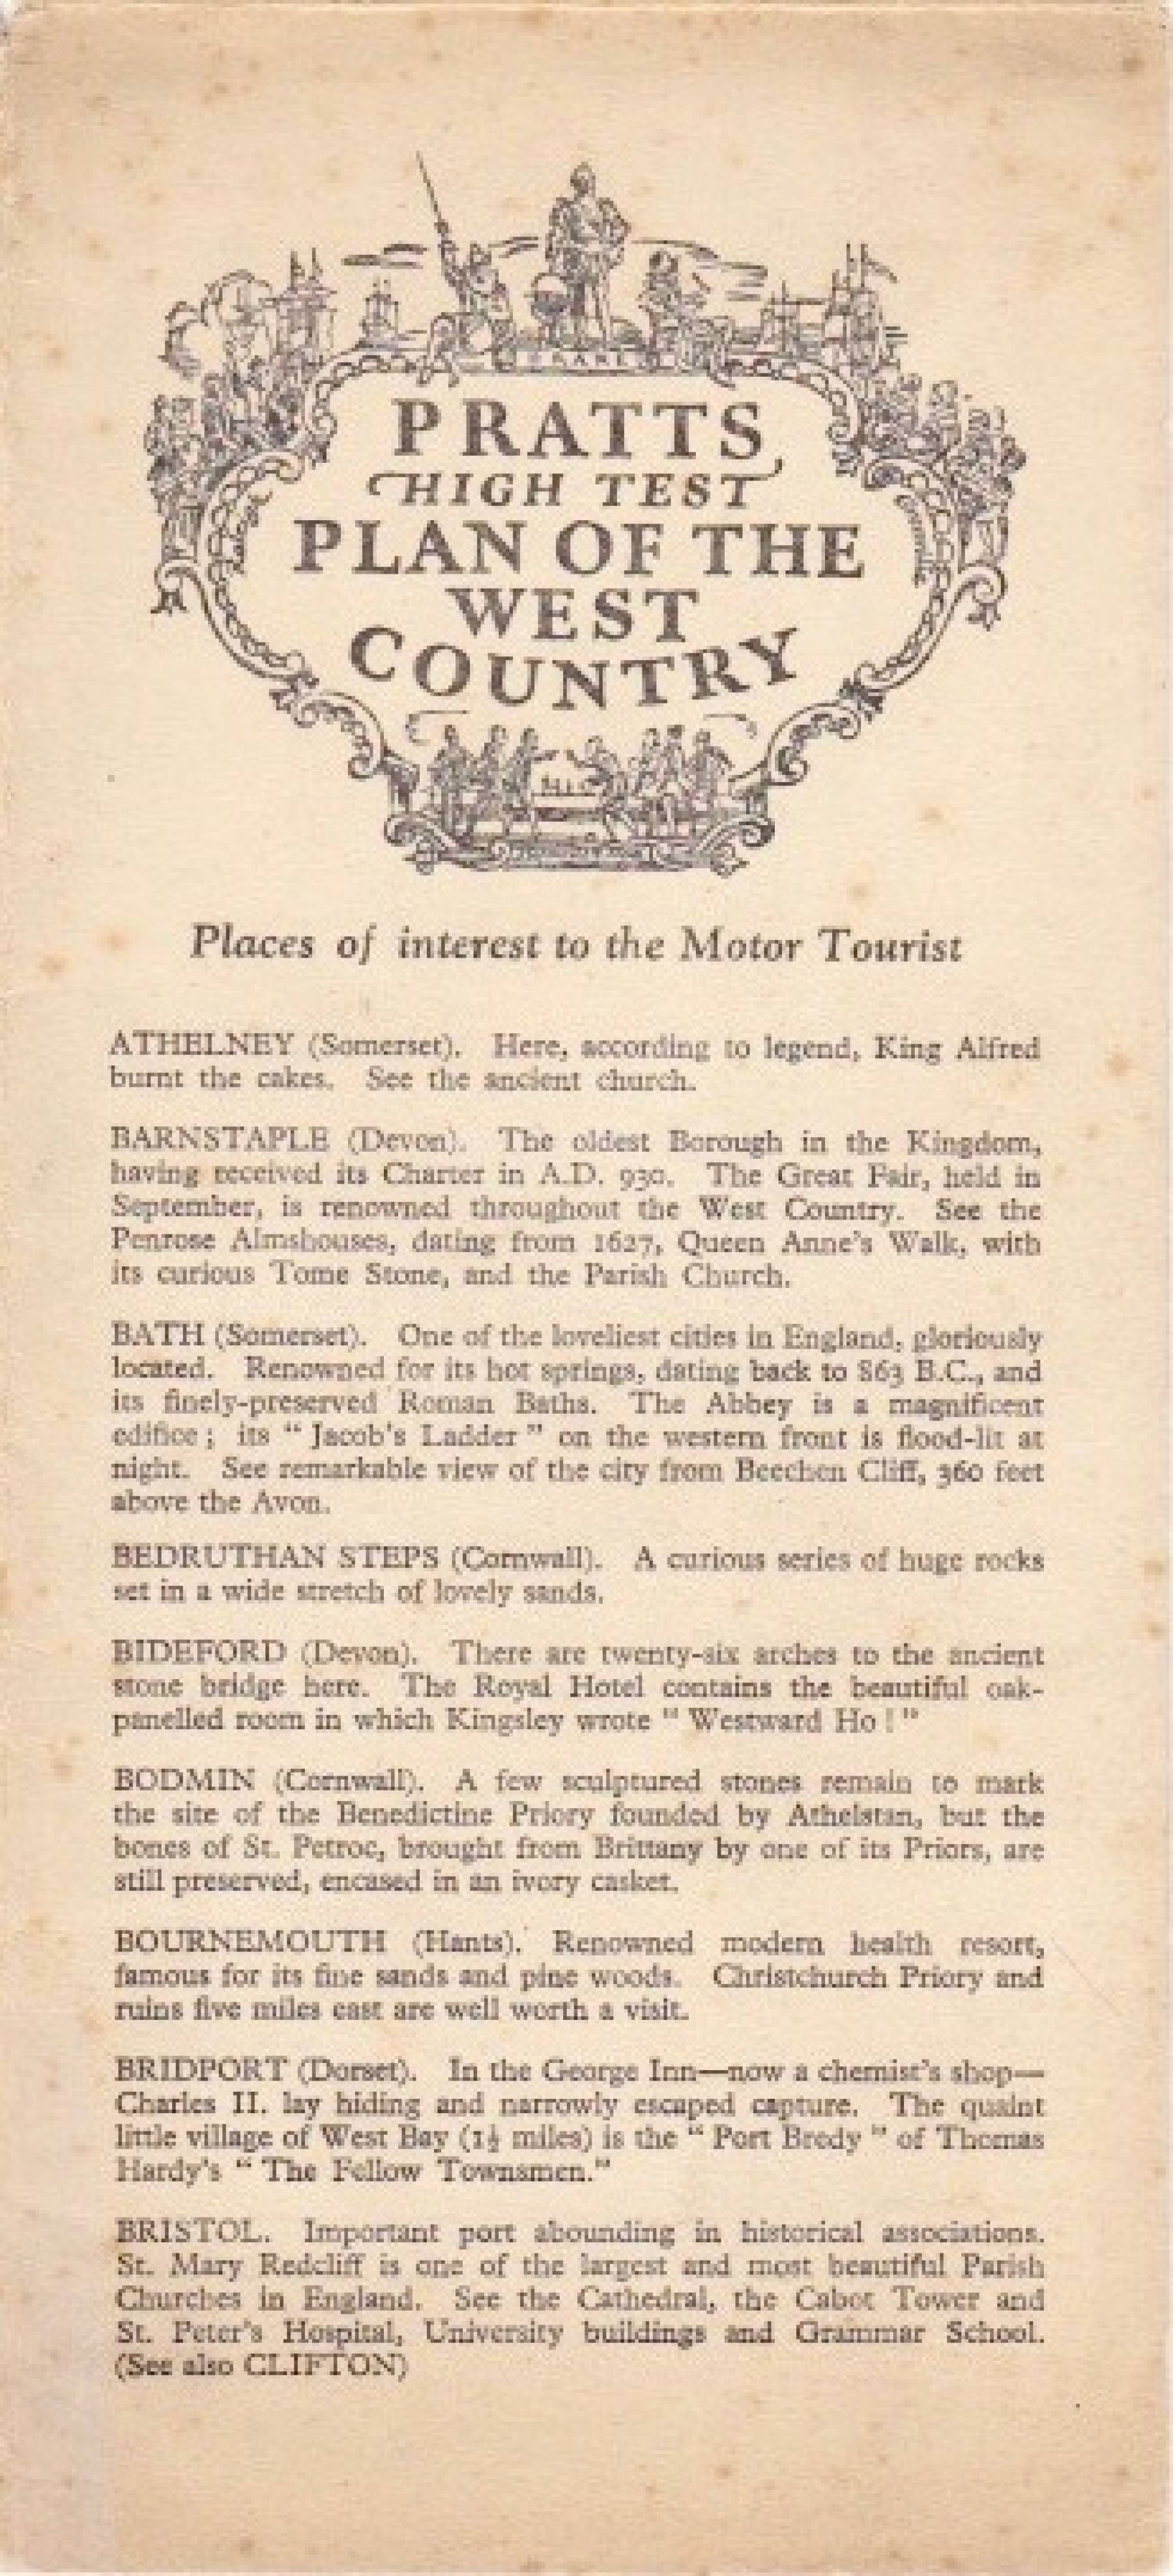 PRATTS
HIGH TEST
PLAN OF THE
WEST
COUNTRY
Places of interest to the Motor Tourist
ATHELNEY (Somerset). Here, according to legend, King Alfred
burnt the cakes. See the ancient church.
BARNSTAPLE (Devon). The oldest Borough in the Kingdom,
having received its Charter in A.D. 930. The Great Fair, held in
September, is renowned throughout the West Country. See the
Penrose Almshouses, dating from 1627, Queen Anne's Walk, with
its curious Tome Stone, and the Parish Church.
BATH (Somerset). One of the loveliest cities in England, gloriously
located. Renowned for its hot springs, dating back to 863 B.C., and
its finely-preserved Roman Baths. The Abbey is a magnificent
edifice; its "Jacob's Ladder" on the western front is flood-lit at
night. See remarkable view of the city from Beechen Cliff, 360 feet
above the Avon.
BEDRUTHAN STEPS (Cornwall). A curious series of huge rocks
set in a wide stretch of lovely sands.
BIDEFORD (Devon). There are twenty-six arches to the ancient
stone bridge here. The Royal Hotel contains the beautiful oak-
panelled room in which Kingsley wrote "Westward Ho!"
BODMIN (Cornwall). A few sculptured stones remain to mark
the site of the Benedictine Priory founded by Athelstan, but the
bones of St. Petroc, brought from Brittany by one of its Priors, are
still preserved, encased in an ivory casket.
BOURNEMOUTH (Hants). Renowned modern health resort,
famous for its fine sands and pine woods. Christchurch Priory and
ruins five miles east are well worth a visit.
BRIDPORT (Dorset). In the George Inn—now a chemist's shop—
Charles II. lay hiding and narrowly escaped capture. The quaint
little village of West Bay (1½ miles) is the "Port Bredy" of Thomas
Hardy's "The Fellow Townsmen."
BRISTOL. Important port abounding in historical associations.
St. Mary Redcliff is one of the largest and most beautiful Parish
Churches in England. See the Cathedral, the Cabot Tower and
St. Peter's Hospital, University buildings and Grammar School.
(See also CLIFTON)